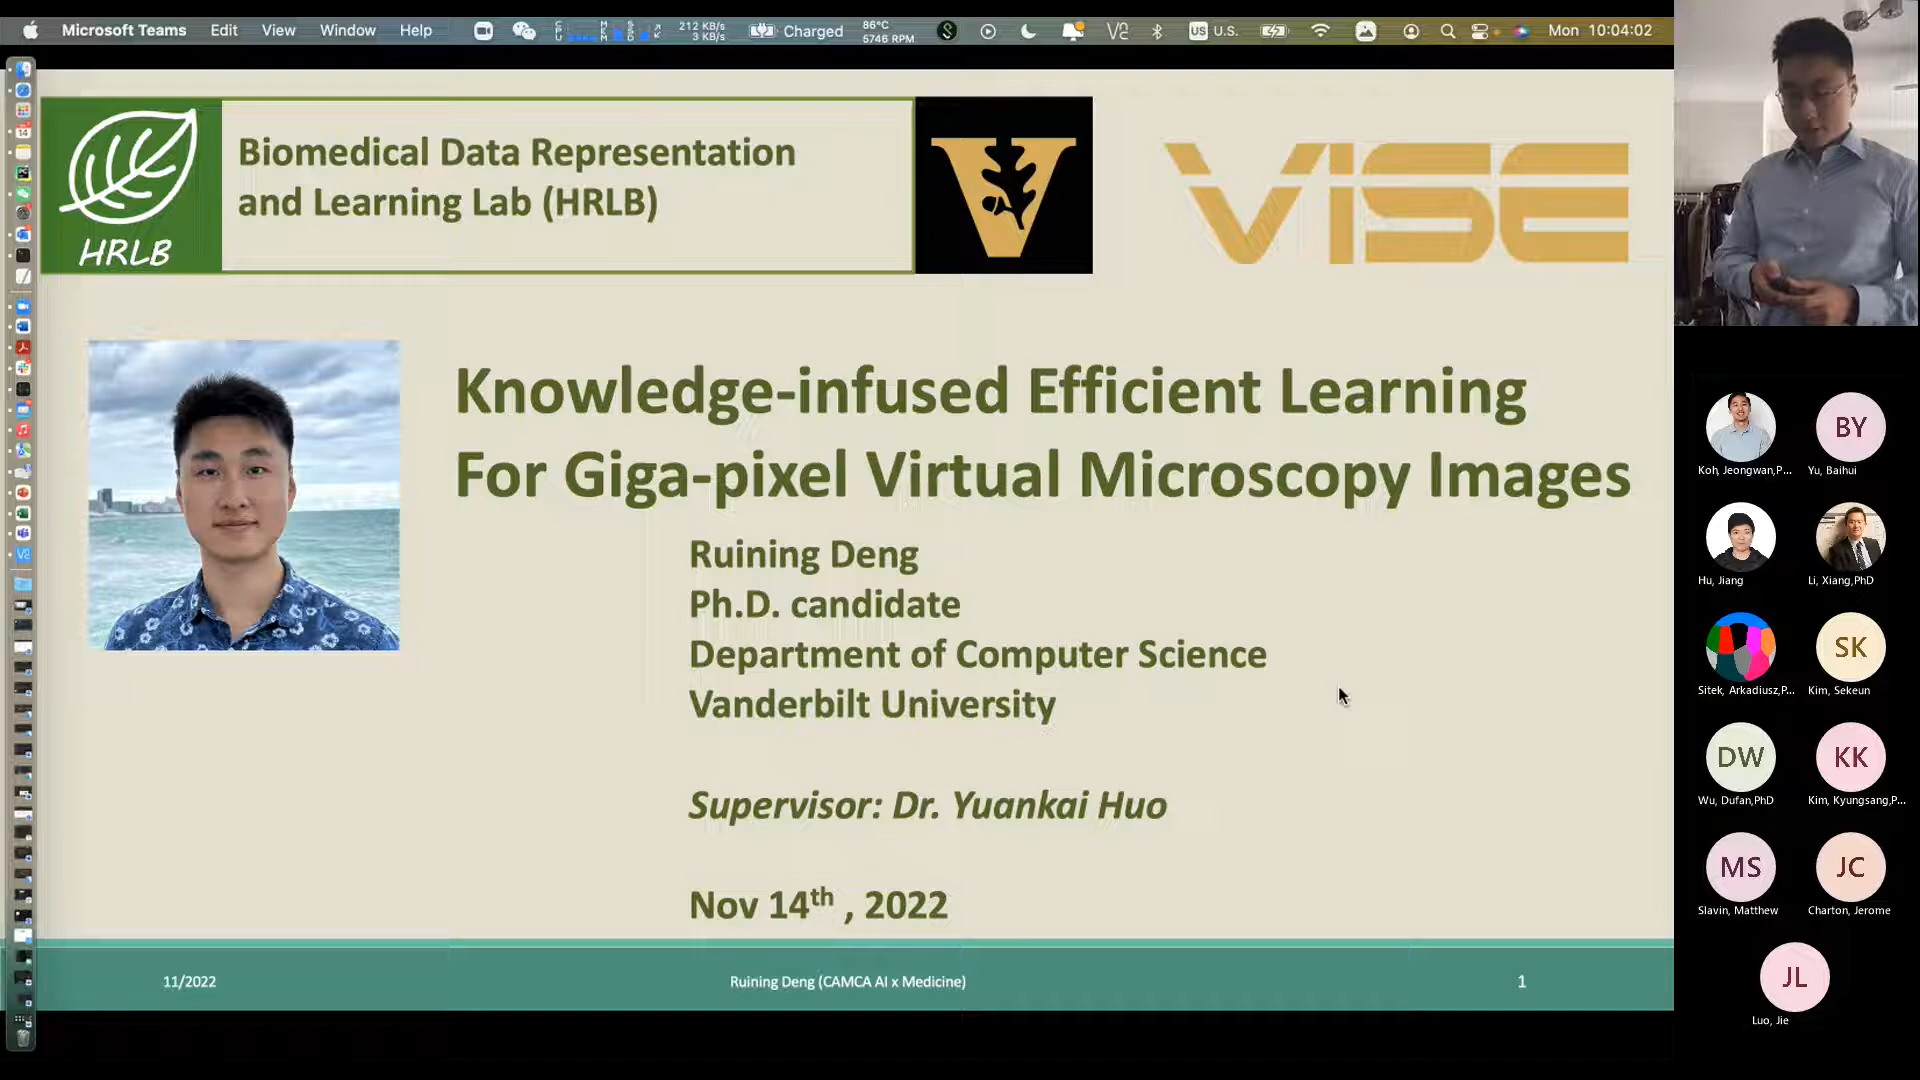 Microsoft Teams Edit View Window Help
212 KB/s
3 KB/s
Charged
86°C
5746 RPM
US U.S.
Mon 10:04:02
Biomedical Data Representation
and Learning Lab (HRLB)
HRLB
V
VISE
Knowledge-infused Efficient Learning
For Giga-pixel Virtual Microscopy Images
Ruining Deng
Ph.D. candidate
Department of Computer Science
Vanderbilt University
Supervisor: Dr. Yuankai Huo
Nov 14th , 2022
11/2022
Ruining Deng (CAMCA AI x Medicine)
1
BY
Koh, Jeongwan,P...
Yu, Baihui
Hu, Jiang
Li, Xiang,PhD
SK
Sitek, Arkadiusz,P...
Kim, Sekeun
DW
KK
Wu, Dufan,PhD
Kim, Kyungsang,P...
MS
JC
Slavin, Matthew
Charton, Jerome
JL
Luo, Jie